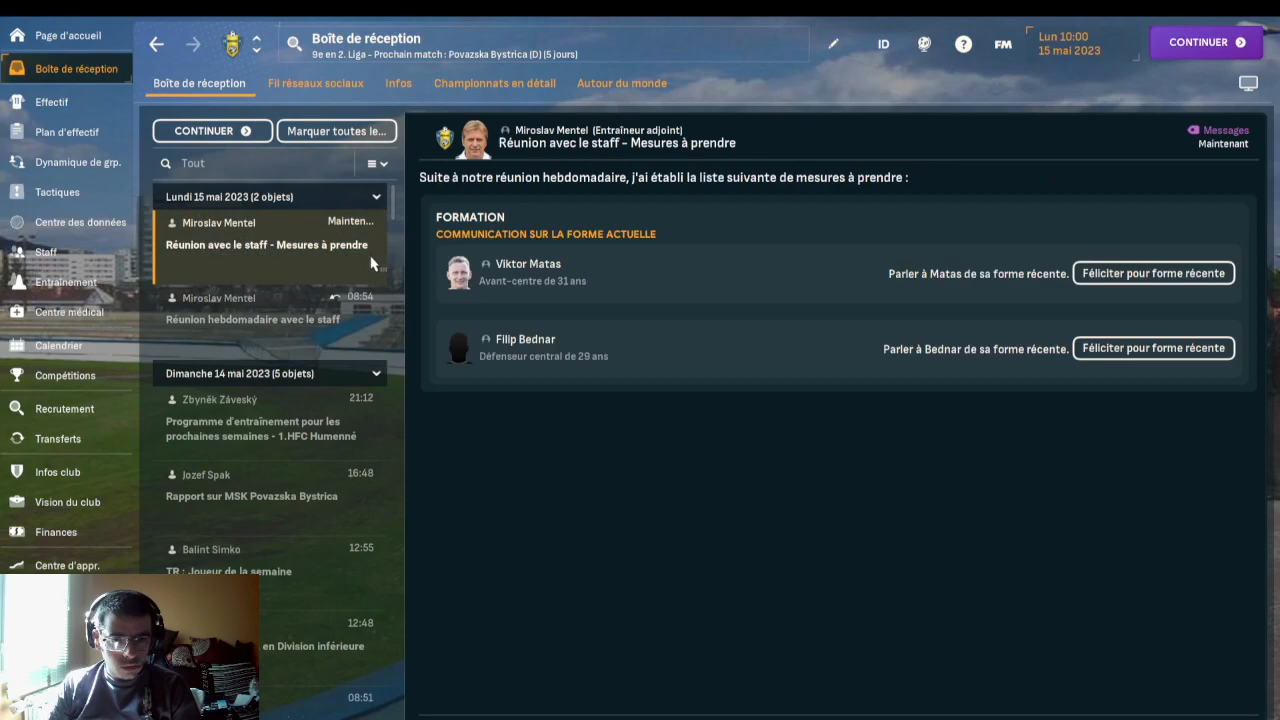 Page d'accueil
Boîte de réception
Effectif
Plan d'effectif
Dynamique de grp.
Tactiques
Centre des données
Staff
Entraînement
Centre médical
Calendrier
Compétitions
Recrutement
Transferts
Infos club
Vision du club
Finances
Centre d'appr.
Boîte de réception
9e en 2. Liga - Prochain match : Povazska Bystrica (D) (5 jours)
ID
?
FM
Lun 10:00
15 mai 2023
CONTINUER
Boîte de réception
Fil réseaux sociaux
Infos
Championnats en détail
Autour du monde
CONTINUER
Marquer toutes le...
Tout
Lundi 15 mai 2023 (2 objets)
Miroslav Mentel
Mainten...
Réunion avec le staff - Mesures à prendre
Miroslav Mentel
08:54
Réunion hebdomadaire avec le staff
Dimanche 14 mai 2023 (5 objets)
Zbyněk Záveský
21:12
Programme d'entraînement pour les
prochaines semaines - 1.HFC Humenné
Jozef Spak
16:48
Rapport sur MSK Povazska Bystrica
Balint Simko
12:55
TR : Joueur de la semaine
12:48
en Division inférieure
08:51
Miroslav Mentel (Entraîneur adjoint)
Réunion avec le staff - Mesures à prendre
Messages
Maintenant
Suite à notre réunion hebdomadaire, j'ai établi la liste suivante de mesures à prendre :
FORMATION
COMMUNICATION SUR LA FORME ACTUELLE
Viktor Matas
Avant-centre de 31 ans
Parler à Matas de sa forme récente.
Féliciter pour forme récente
Filip Bednar
Défenseur central de 29 ans
Parler à Bednar de sa forme récente.
Féliciter pour forme récente